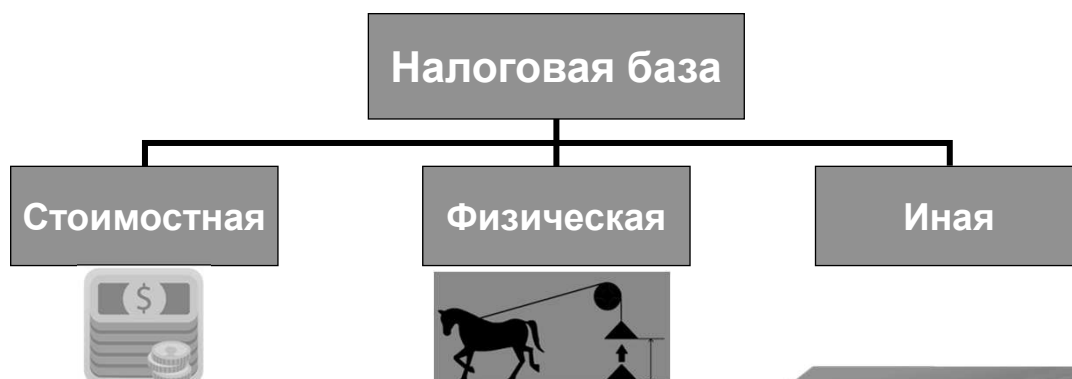 Налоговая база
Стоимостная
Физическая
Иная
$